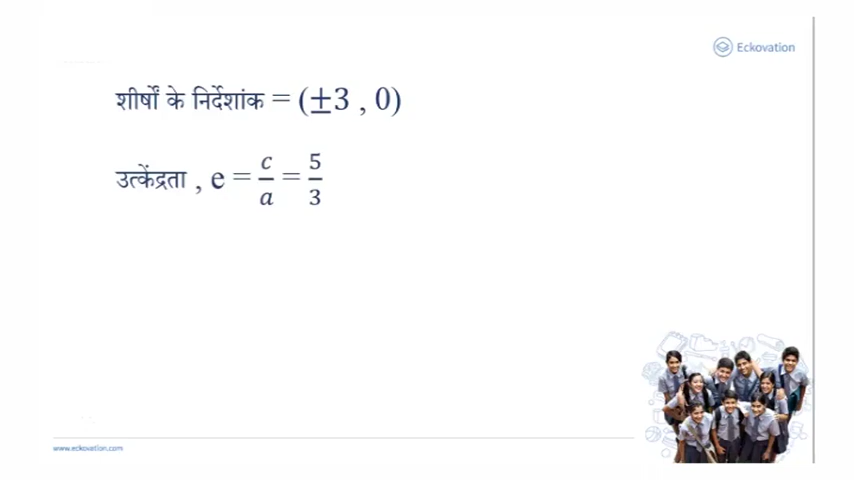 Eckovation
शीर्षों के निर्देशांक = (±3 , 0)
उत्केंद्रता , e = c/a = 5/3
www.eckovation.com